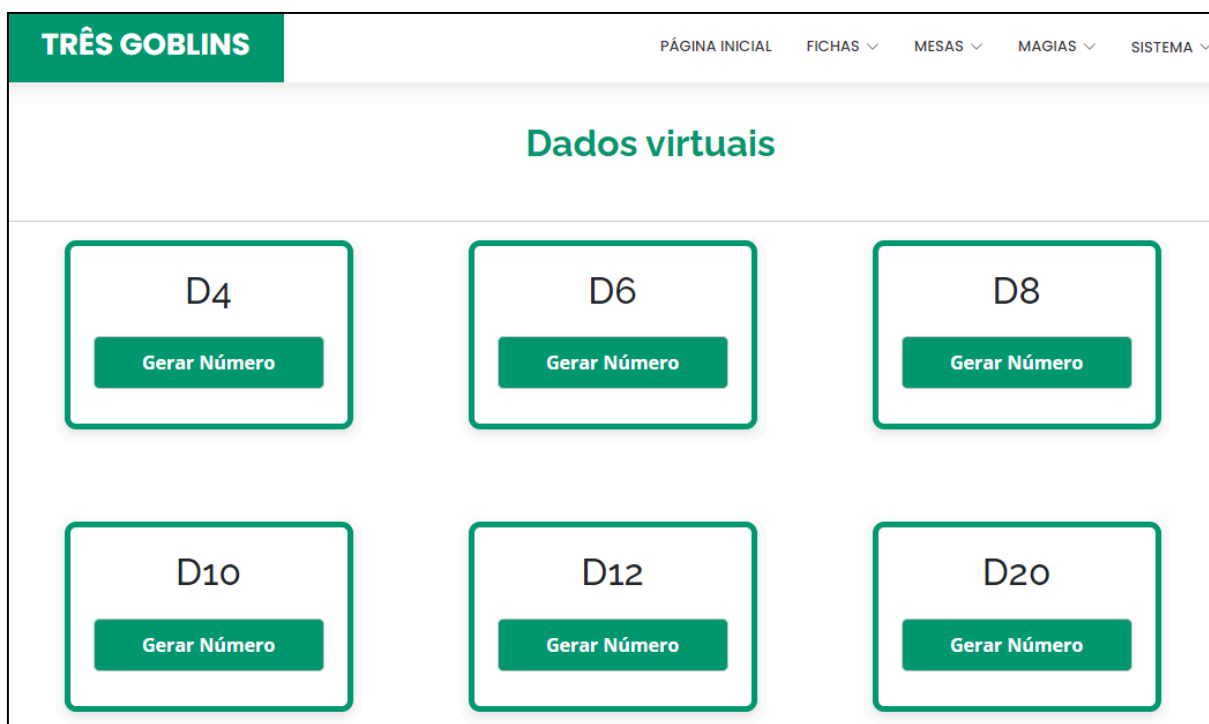 TRÊS GOBLINS
PÁGINA INICIAL FICHAS MESAS MAGIAS SISTEMA
Dados virtuais
D4 D6 D8
Gerar Número Gerar Número Gerar Número
D10 D12 D20
Gerar Número Gerar Número Gerar Número